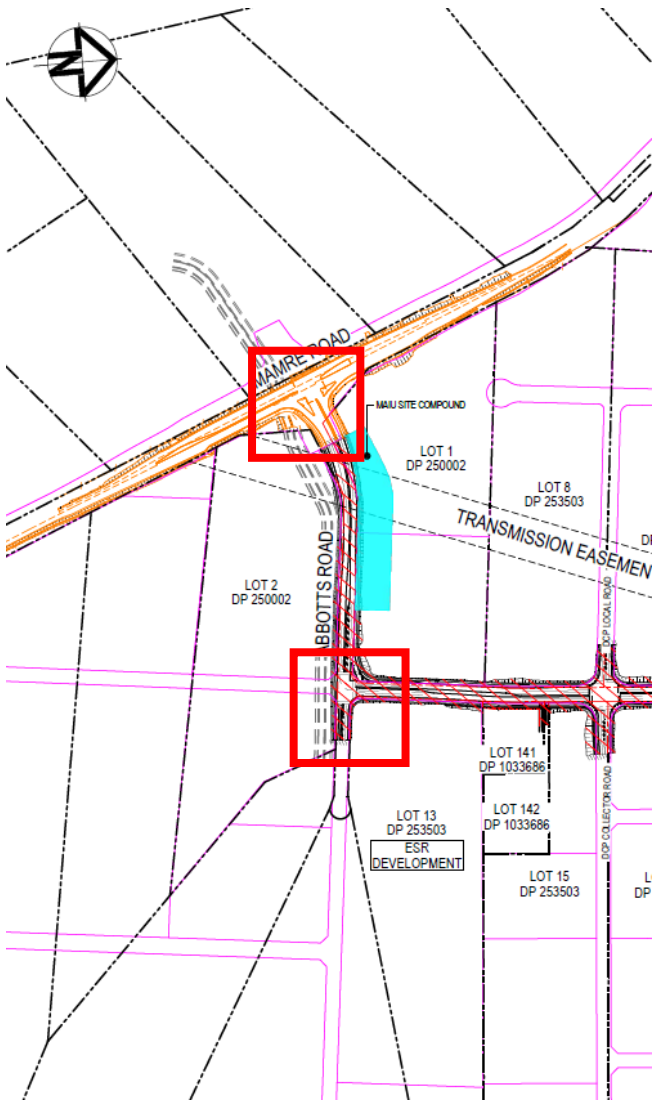 N
MAMRE ROAD
MAIU SITE COMPOUND
LOT 1
DP 250002
LOT 8
DP 253503
TRANSMISSION EASEMEN
DCP LOCAL ROAD
LOT 2
DP 250002
ABBOTTS ROAD
LOT 141
DP 1033686
LOT 142
DP 1033686
DCP COLLECTOR ROAD
LOT 13
DP 253503
ESR
DEVELOPMENT
LOT 15
DP 253503
DP